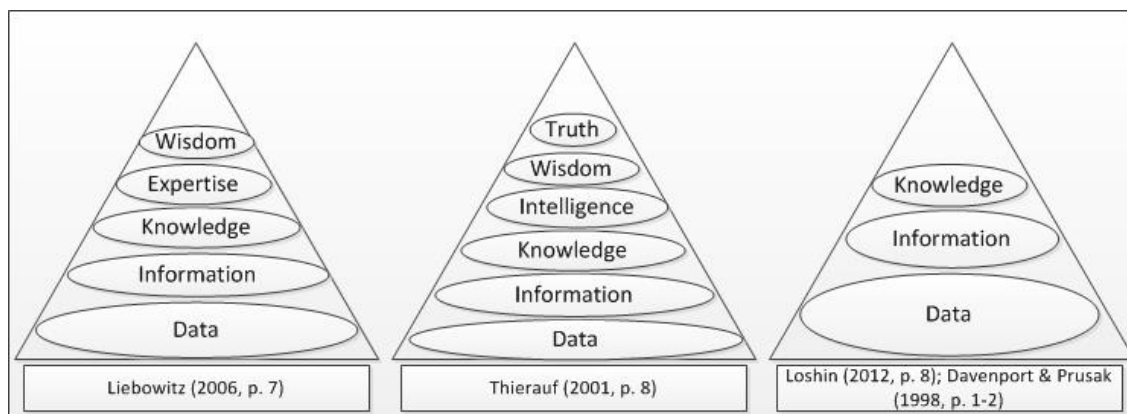 Wisdom
Expertise
Knowledge
Information
Data
Liebowitz (2006, p. 7)
Truth
Wisdom
Intelligence
Knowledge
Information
Data
Thierauf (2001, p. 8)
Knowledge
Information
Data
Loshin (2012, p. 8); Davenport & Prusak
(1998, p. 1-2)